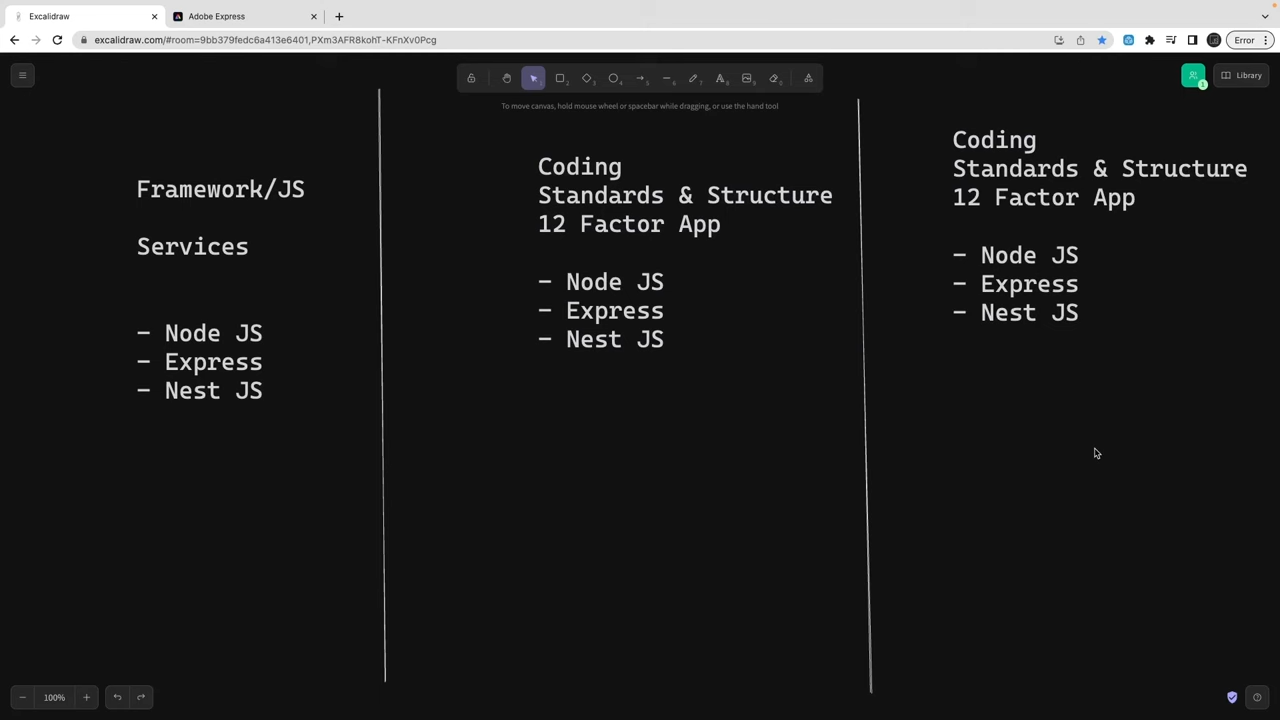 Excalidraw
Adobe Express
excalidraw.com/#room=9bb379fedc6a413e6401,PXm3AFR8kohT-KFnXv0Pcg
Error
Library
To move canvas, hold mouse wheel or spacebar while dragging, or use the hand tool
Framework/JS
Services
- Node JS
- Express
- Nest JS
Coding
Standards & Structure
12 Factor App
- Node JS
- Express
- Nest JS
Coding
Standards & Structure
12 Factor App
- Node JS
- Express
- Nest JS
100%